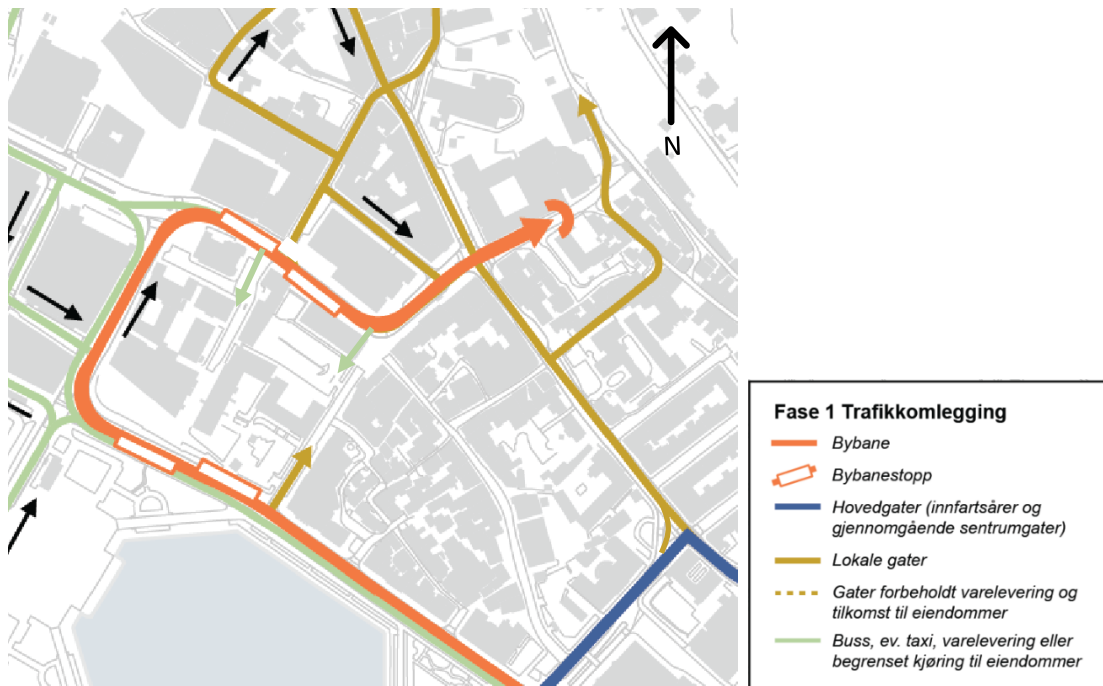 N
Fase 1 Trafikkomlegging
Bybane
Bybanestopp
Hovedgater (innfartsårer og
gjennomgående sentrumgater)
Lokale gater
Gater forbeholdt varelevering og
tilkomst til eiendommer
Buss, ev. taxi, varelevering eller
begrenset kjøring til eiendommer